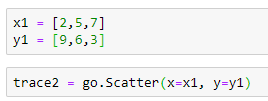 x1 = [2,5,7]
y1 = [9,6,3]
trace2 = go.Scatter(x=x1, y=y1)